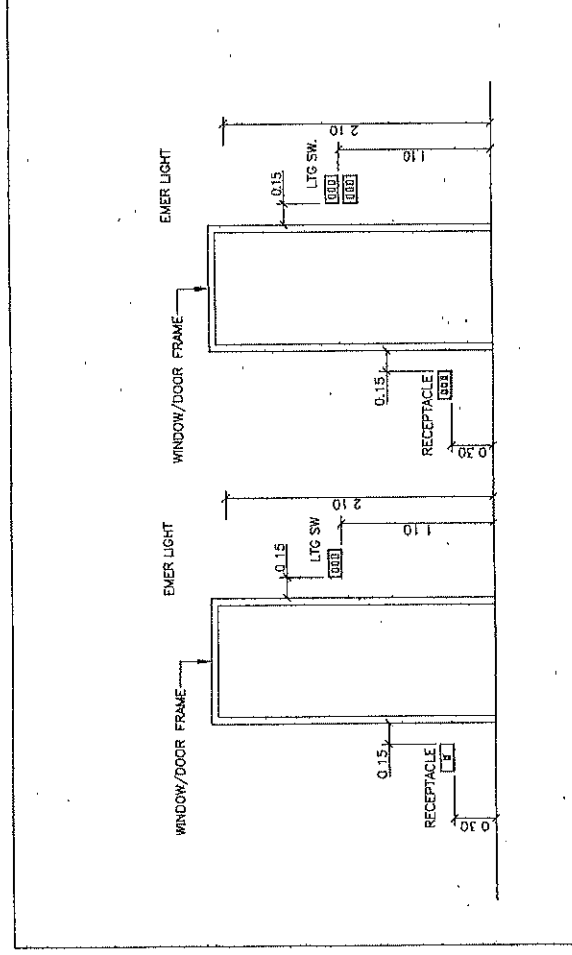 WINDOW/DOOR FRAME
EMER LIGHT
0.15
LTG SW
2 10
1 10
0.15
RECEPTACLE
0 30
WINDOW/DOOR FRAME
EMER LIGHT
0.15
LTG SW.
2 10
1.10
0.15
RECEPTACLE
0 30